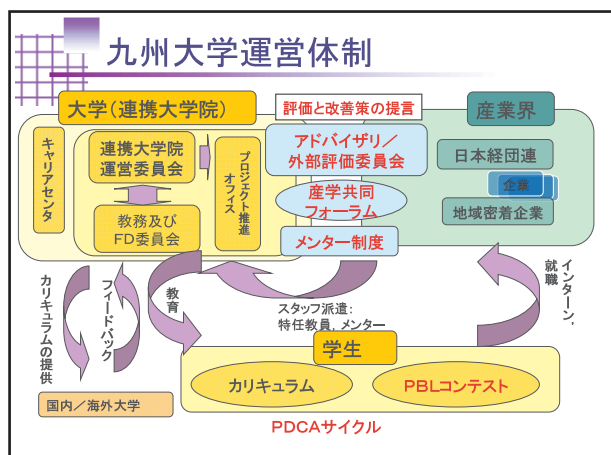 九州大学運営体制
大学(連携大学院)
評価と改善策の提言
産業界
キャリアセンタ
連携大学院
運営委員会
プロジェクト推進
オフィス
教務及び
FD委員会
アドバイザリ/
外部評価委員会
産学共同
フォーラム
メンター制度
日本経団連
企業
地域密着企業
カリキュラムの提供
フィードバック
教育
スタッフ派遣:
特任教員,メンター
インターン,
就職
学生
カリキュラム
PBLコンテスト
国内/海外大学
PDCAサイクル